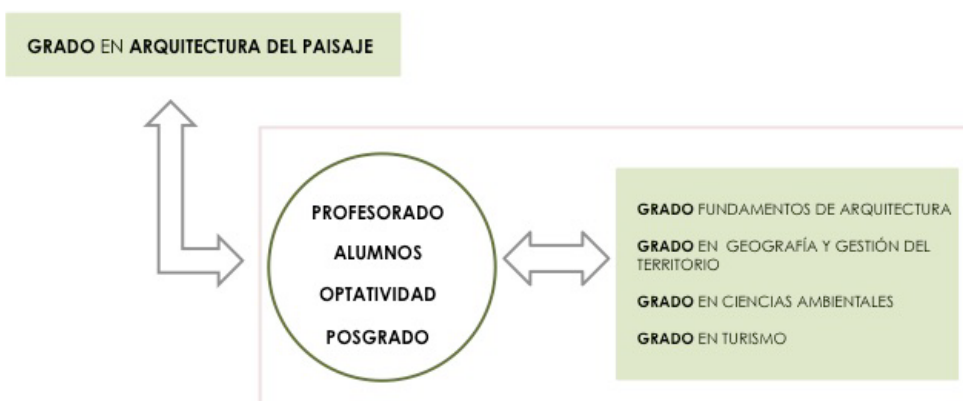 GRADO EN ARQUITECTURA DEL PAISAJE
PROFESORADO
ALUMNOS
OPTATIVIDAD
POSGRADO
GRADO FUNDAMENTOS DE ARQUITECTURA
GRADO EN GEOGRAFÍA Y GESTIÓN DEL
TERRITORIO
GRADO EN CIENCIAS AMBIENTALES
GRADO EN TURISMO